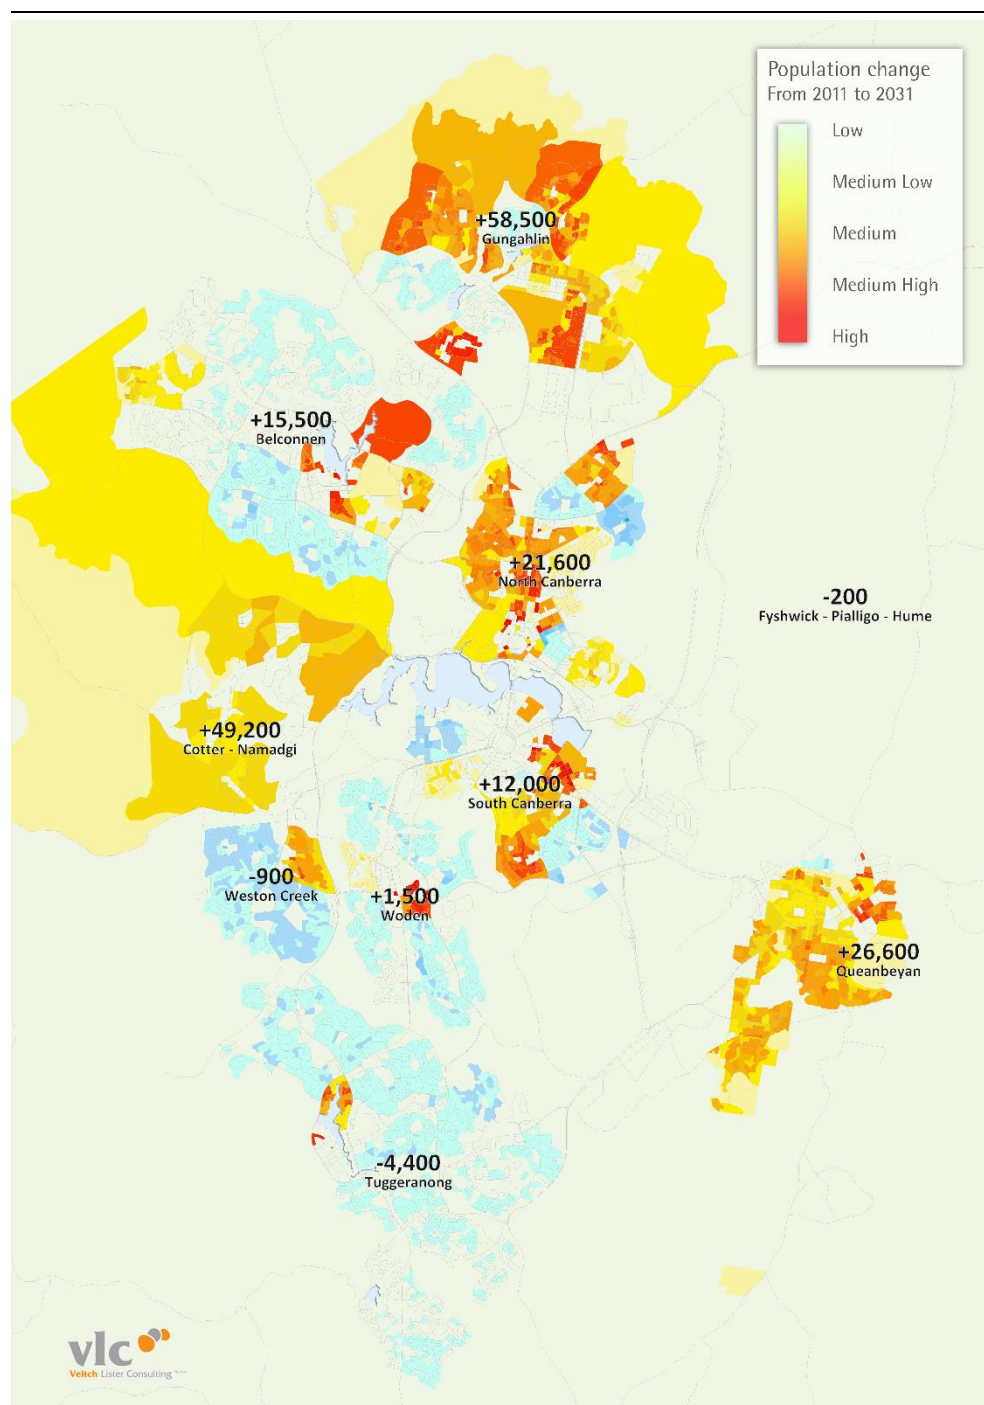 Population change
From 2011 to 2031
Low
Medium Low
Medium
Medium High
High
+58,500
Gungahlin
+15,500
Belconnen
+21,600
North Canberra
-200
Fyshwick - Pialligo - Hume
+49,200
Cotter - Namadgi
+12,000
South Canberra
-900
Weston Creek
+1,500
Woden
+26,600
Queanbeyan
-4,400
Tuggeranong
vlc
Veitch Lister Consulting